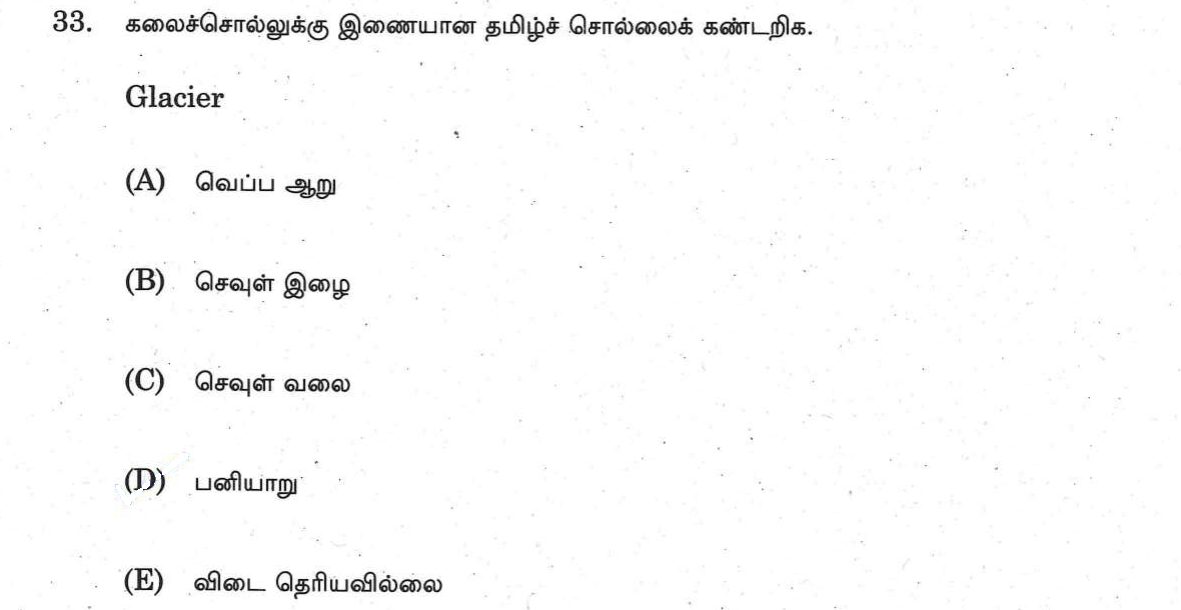 33. கலைச்சொல்லுக்கு இணையான தமிழ்ச் சொல்லைக் கண்டறிக.
Glacier
(A) வெப்ப ஆறு
(B) செவுள் இழை
(C) செவுள் வலை
(D) பனியாறு
(E) விடை தெரியவில்லை